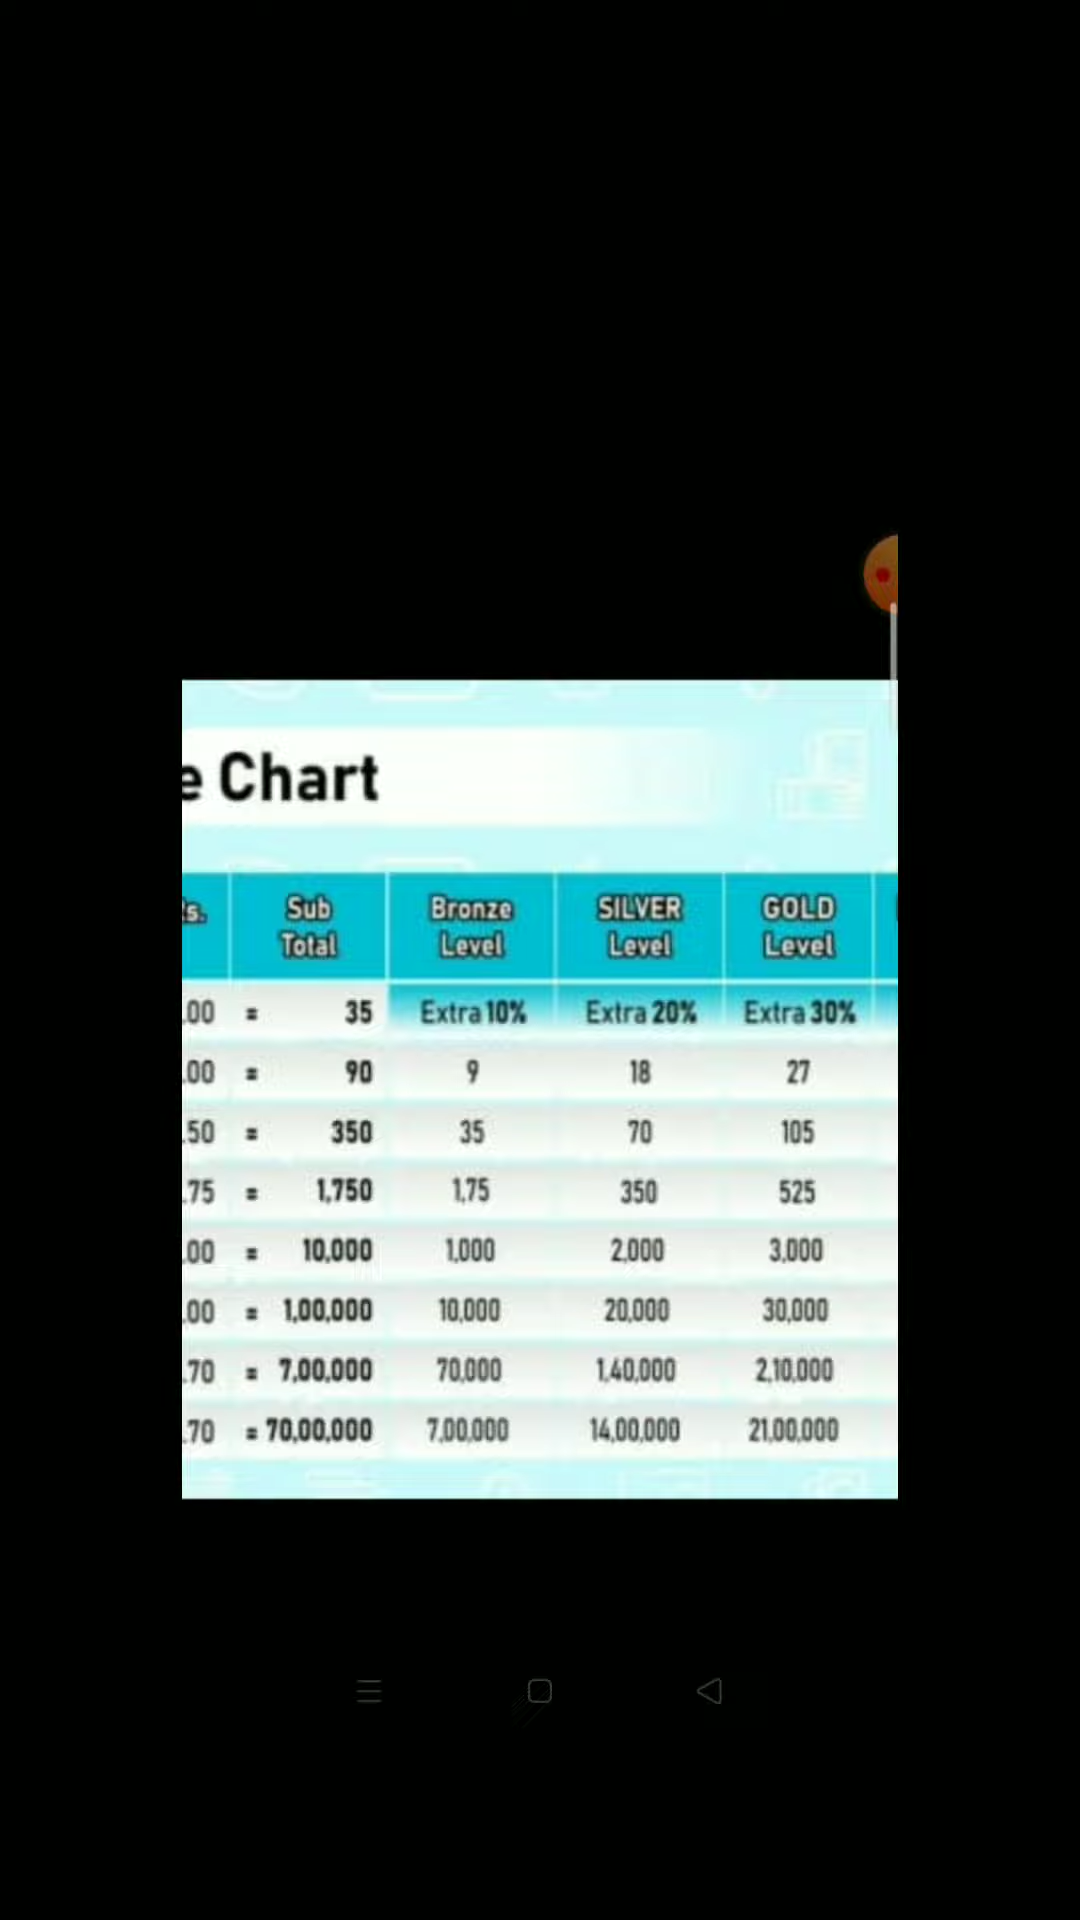 e Chart
s. Sub Total Bronze Level SILVER Level GOLD Level
.00 = 35 Extra 10% Extra 20% Extra 30%
.00 = 90 9 18 27
.50 = 350 35 70 105
.75 = 1,750 1,75 350 525
.00 = 10,000 1,000 2,000 3,000
.00 = 1,00,000 10,000 20,000 30,000
.70 = 7,00,000 70,000 1,40,000 2,10,000
.70 = 70,00,000 7,00,000 14,00,000 21,00,000